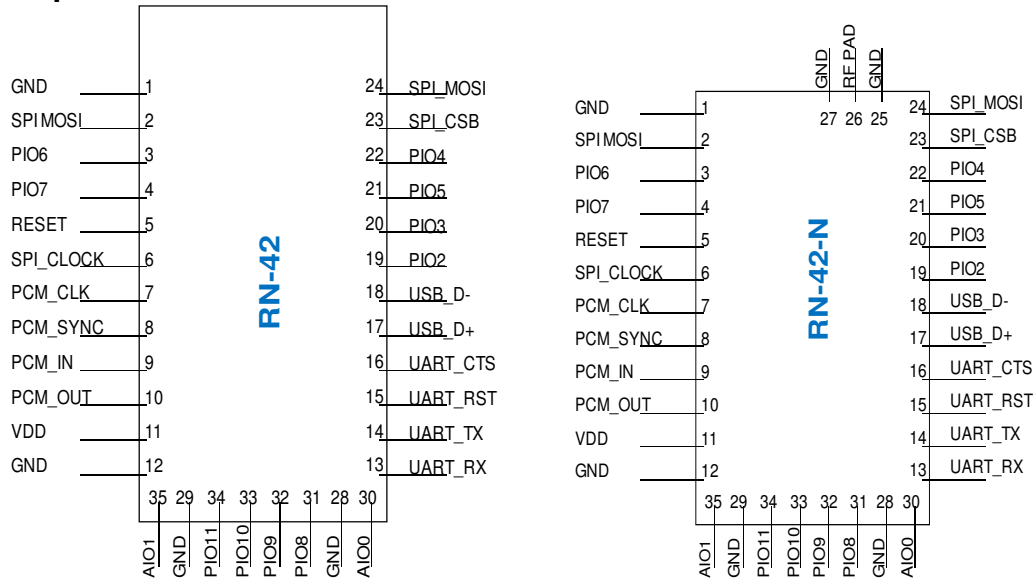 RN-42
GND 1
SPI MOSI 2
PIO6 3
PIO7 4
RESET 5
SPI_CLOCK 6
PCM_CLK 7
PCM_SYNC 8
PCM_IN 9
PCM_OUT 10
VDD 11
GND 12
24 SPI_MOSI
23 SPI_CSB
22 PIO4
21 PIO5
20 PIO3
19 PIO2
18 USB_D-
17 USB_D+
16 UART_CTS
15 UART_RST
14 UART_TX
13 UART_RX
35 29 34 33 32 31 28 30
AIO1 GND PIO11 PIO10 PIO9 PIO8 GND AIO0
RN-42-N
GND RF PAD GND
27 26 25
GND 1
SPI MOSI 2
PIO6 3
PIO7 4
RESET 5
SPI_CLOCK 6
PCM_CLK 7
PCM_SYNC 8
PCM_IN 9
PCM_OUT 10
VDD 11
GND 12
24 SPI_MOSI
23 SPI_CSB
22 PIO4
21 PIO5
20 PIO3
19 PIO2
18 USB_D-
17 USB_D+
16 UART_CTS
15 UART_RST
14 UART_TX
13 UART_RX
35 29 34 33 32 31 28 30
AIO1 GND PIO11 PIO10 PIO9 PIO8 GND AIO0